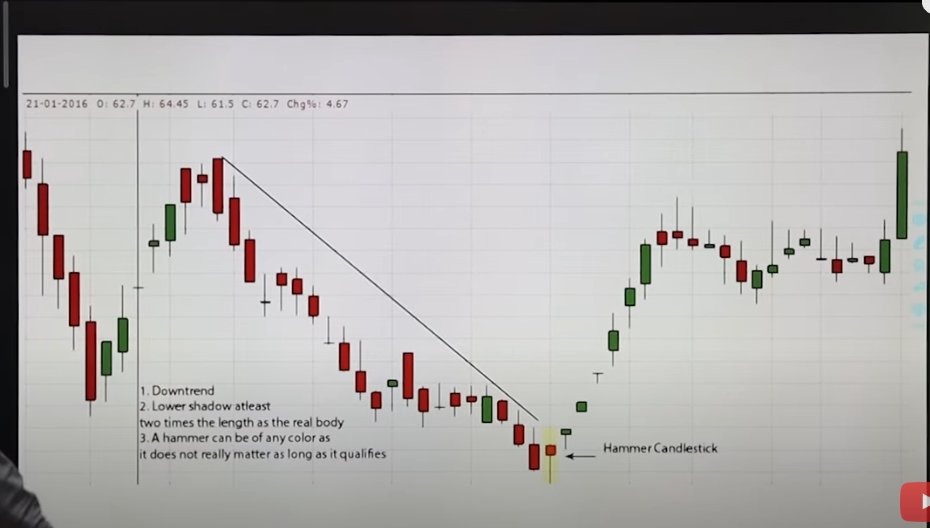 21-01-2016 O: 62.7 H: 64.45 L: 61.5 C: 62.7 Chg%: 4.67
1. Downtrend
2. Lower shadow atleast
two times the length as the real body
3. A hammer can be of any color as
it does not really matter as long as it qualifies
Hammer Candlestick